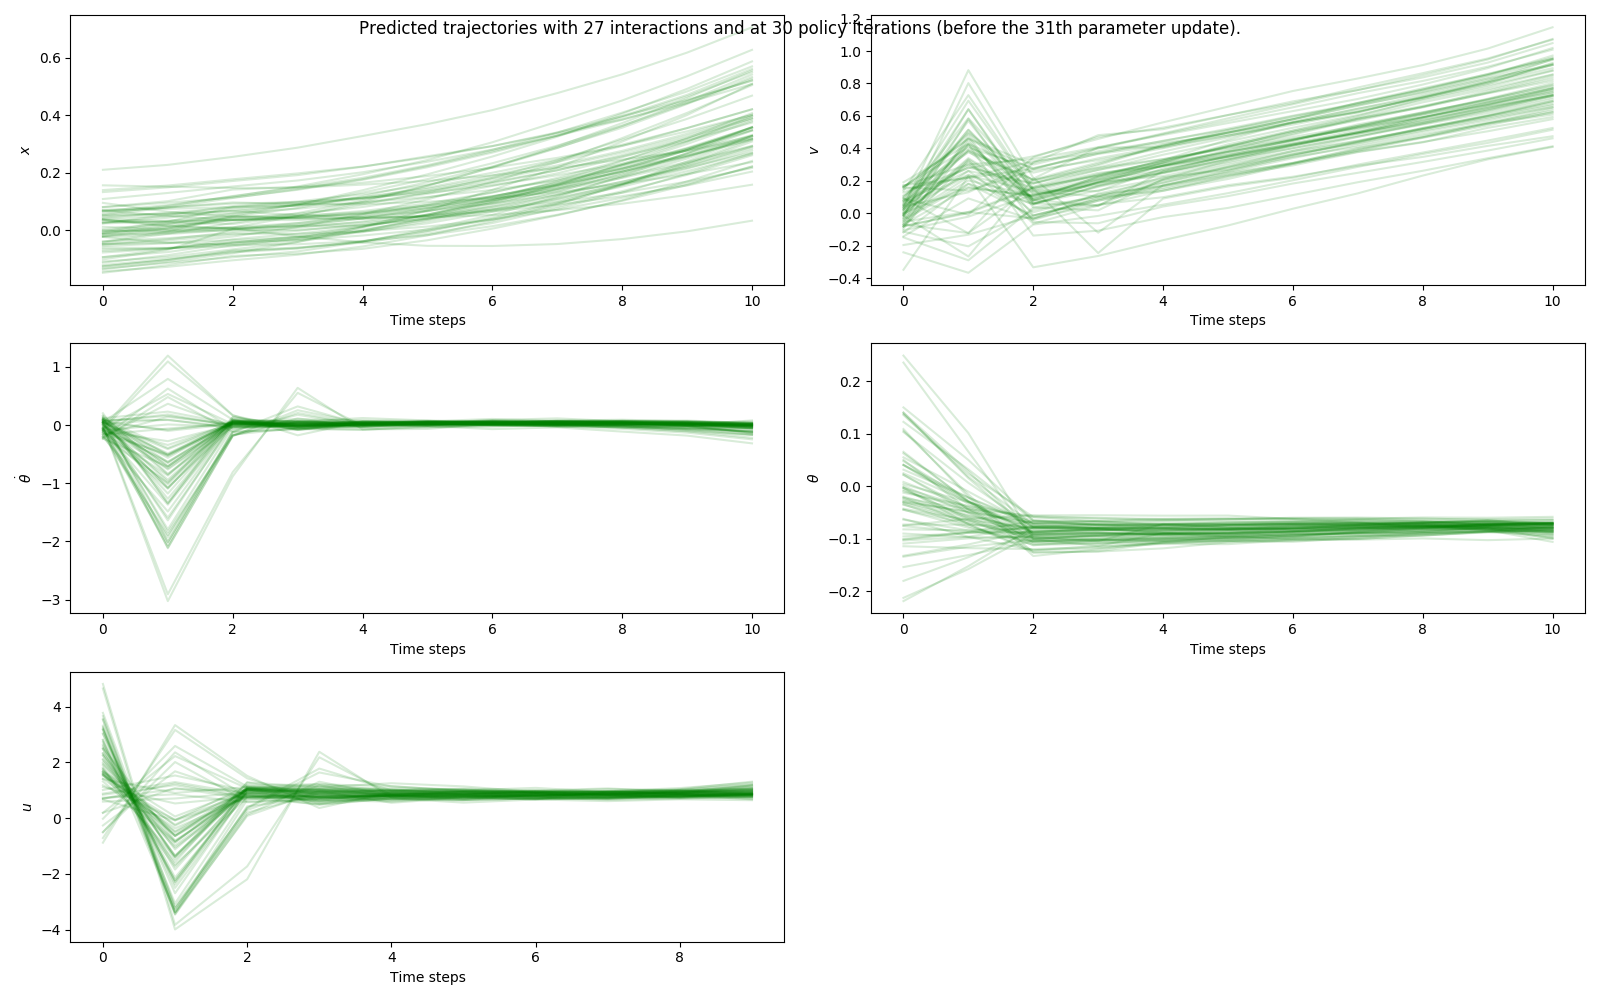 Predicted trajectories with 27 interactions and at 30 policy iterations (before the 31th parameter update).
0.6
0.4
0.2
0.0
x
0 2 4 6 8 10
Time steps
1.2
1.0
0.8
0.6
0.4
0.2
0.0
−0.2
−0.4
v
0 2 4 6 8 10
Time steps
1
0
−1
−2
−3
θ̇
0 2 4 6 8 10
Time steps
0.2
0.1
0.0
−0.1
−0.2
θ
0 2 4 6 8 10
Time steps
4
2
0
−2
−4
u
0 2 4 6 8
Time steps